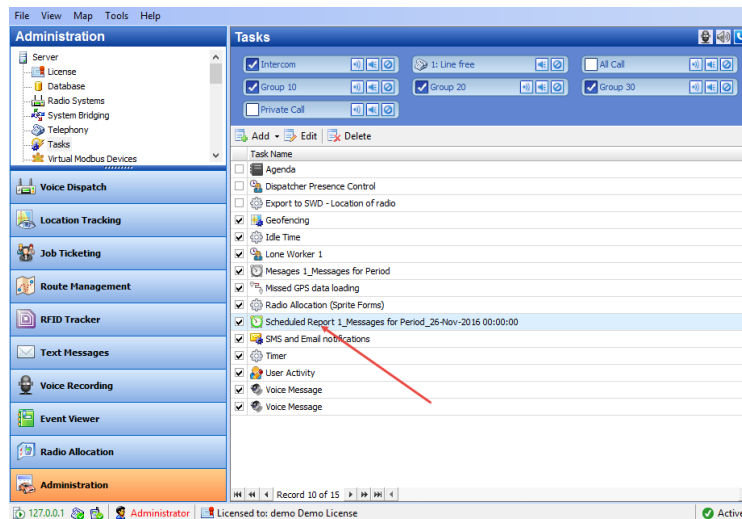 File View Map Tools Help
Administration
Server
License
Database
Radio Systems
System Bridging
Telephony
Tasks
Virtual Modbus Devices
Voice Dispatch
Location Tracking
Job Ticketing
Route Management
RFID Tracker
Text Messages
Voice Recording
Event Viewer
Radio Allocation
Administration
Tasks
Intercom
1: Line free
All Call
Group 10
Group 20
Group 30
Private Call
Add Edit Delete
Task Name
Agenda
Dispatcher Presence Control
Export to SWD - Location of radio
Geofencing
Idle Time
Lone Worker 1
Mesages 1_Messages for Period
Missed GPS data loading
Radio Allocation (Sprite Forms)
Scheduled Report 1_Messages for Period_26-Nov-2016 00:00:00
SMS and Email notifications
Timer
User Activity
Voice Message
Voice Message
Record 10 of 15
127.0.0.1 Administrator Licensed to: demo Demo License Active